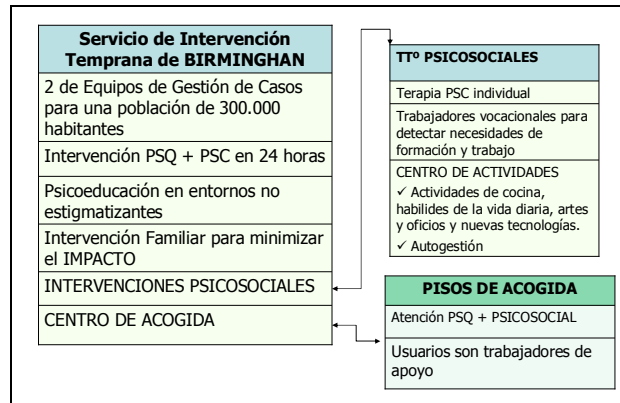 Servicio de Intervención
Temprana de BIRMINGHAN
2 de Equipos de Gestión de Casos
para una población de 300.000
habitantes
Intervención PSQ + PSC en 24 horas
Psicoeducación en entornos no
estigmatizantes
Intervención Familiar para minimizar
el IMPACTO
INTERVENCIONES PSICOSOCIALES
CENTRO DE ACOGIDA
TTº PSICOSOCIALES
Terapia PSC individual
Trabajadores vocacionales para
detectar necesidades de
formación y trabajo
CENTRO DE ACTIVIDADES
✓ Actividades de cocina,
habilides de la vida diaria, artes
y oficios y nuevas tecnologías.
✓ Autogestión
PISOS DE ACOGIDA
Atención PSQ + PSICOSOCIAL
Usuarios son trabajadores de
apoyo